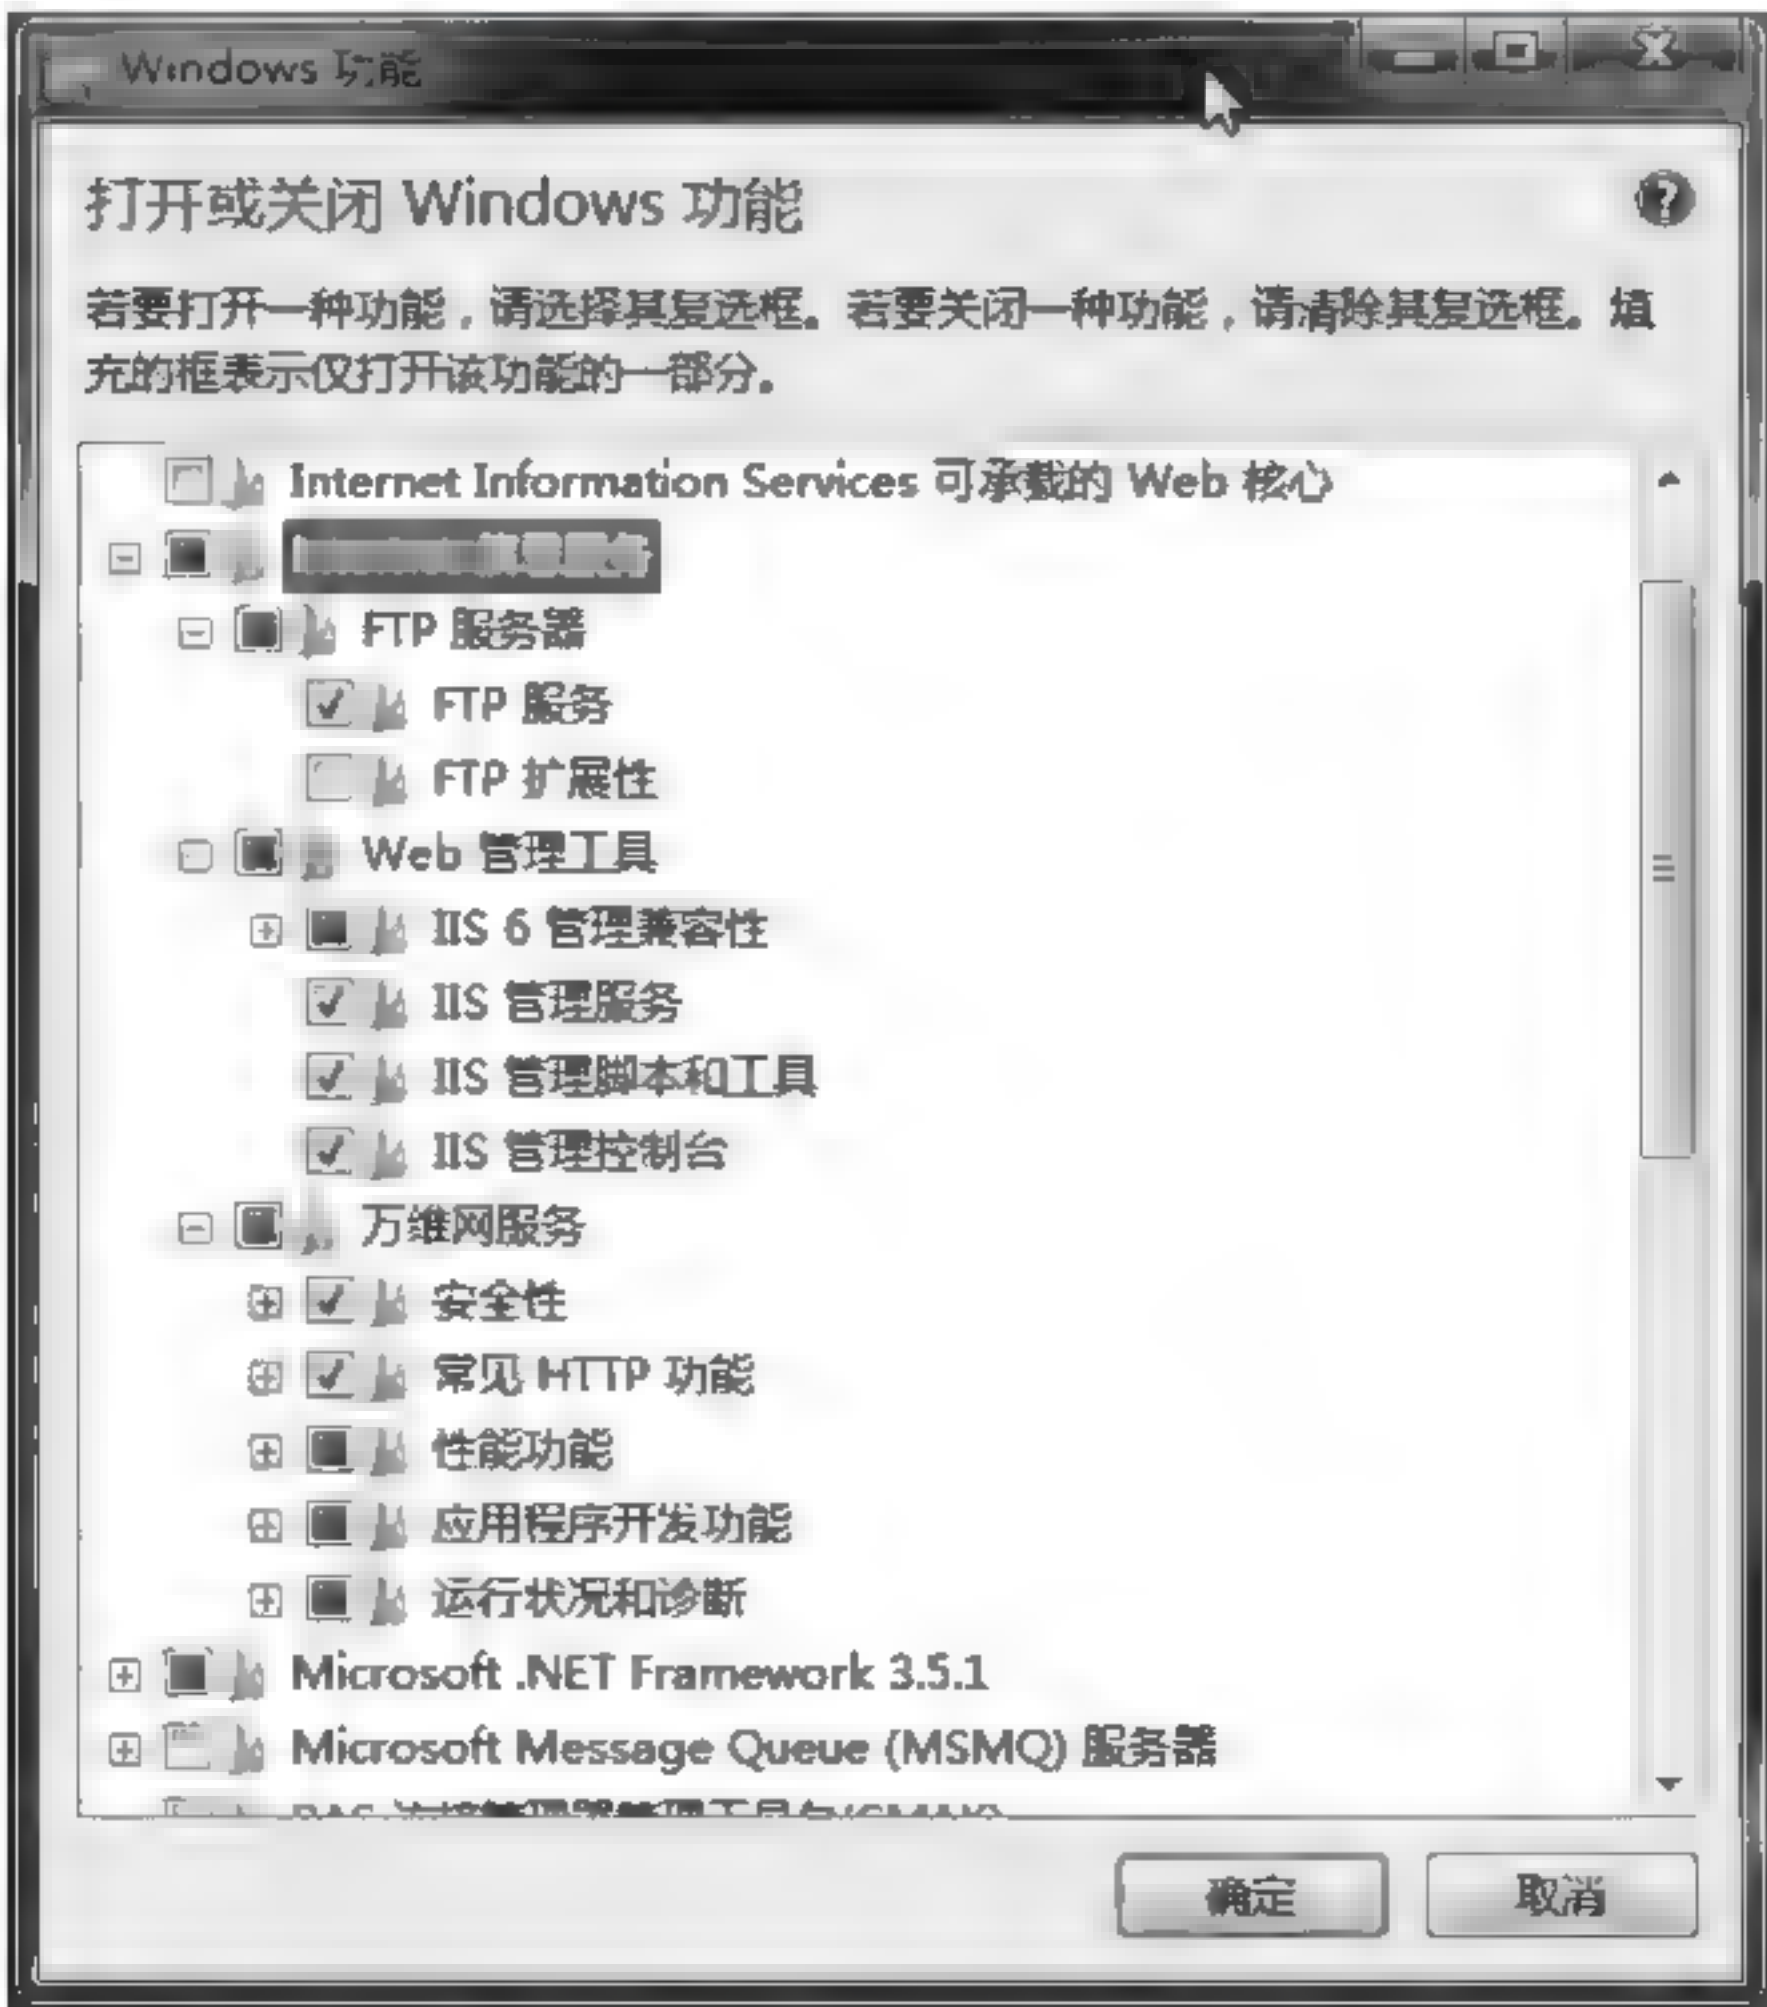 Windows 功能
打开或关闭 Windows 功能
若要打开一种功能，请选择其复选框。若要关闭一种功能，请清除其复选框。填
充的框表示仅打开该功能的一部分。
Internet Information Services 可承载的 Web 核心
FTP 服务器
FTP 服务
FTP 扩展性
Web 管理工具
IIS 6 管理兼容性
IIS 管理服务
IIS 管理脚本和工具
IIS 管理控制台
万维网服务
安全性
常见 HTTP 功能
性能功能
应用程序开发功能
运行状况和诊断
Microsoft .NET Framework 3.5.1
Microsoft Message Queue (MSMQ) 服务器
确定
取消